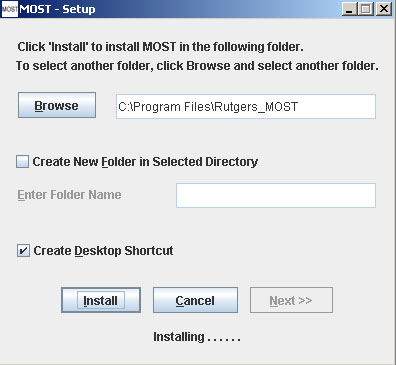 MOST MOST - Setup
Click 'Install' to install MOST in the following folder.
To select another folder, click Browse and select another folder.
Browse C:\Program Files\Rutgers_MOST
Create New Folder in Selected Directory
Enter Folder Name
Create Desktop Shortcut
Install Cancel Next >>
Installing . . . . . .